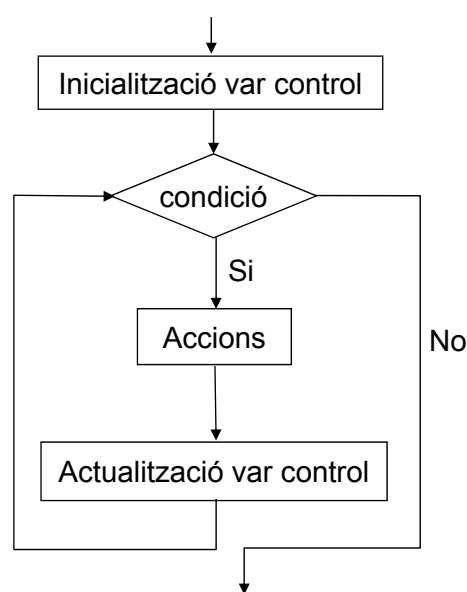 Inicialització var control
condició
Si
Accions
No
Actualització var control